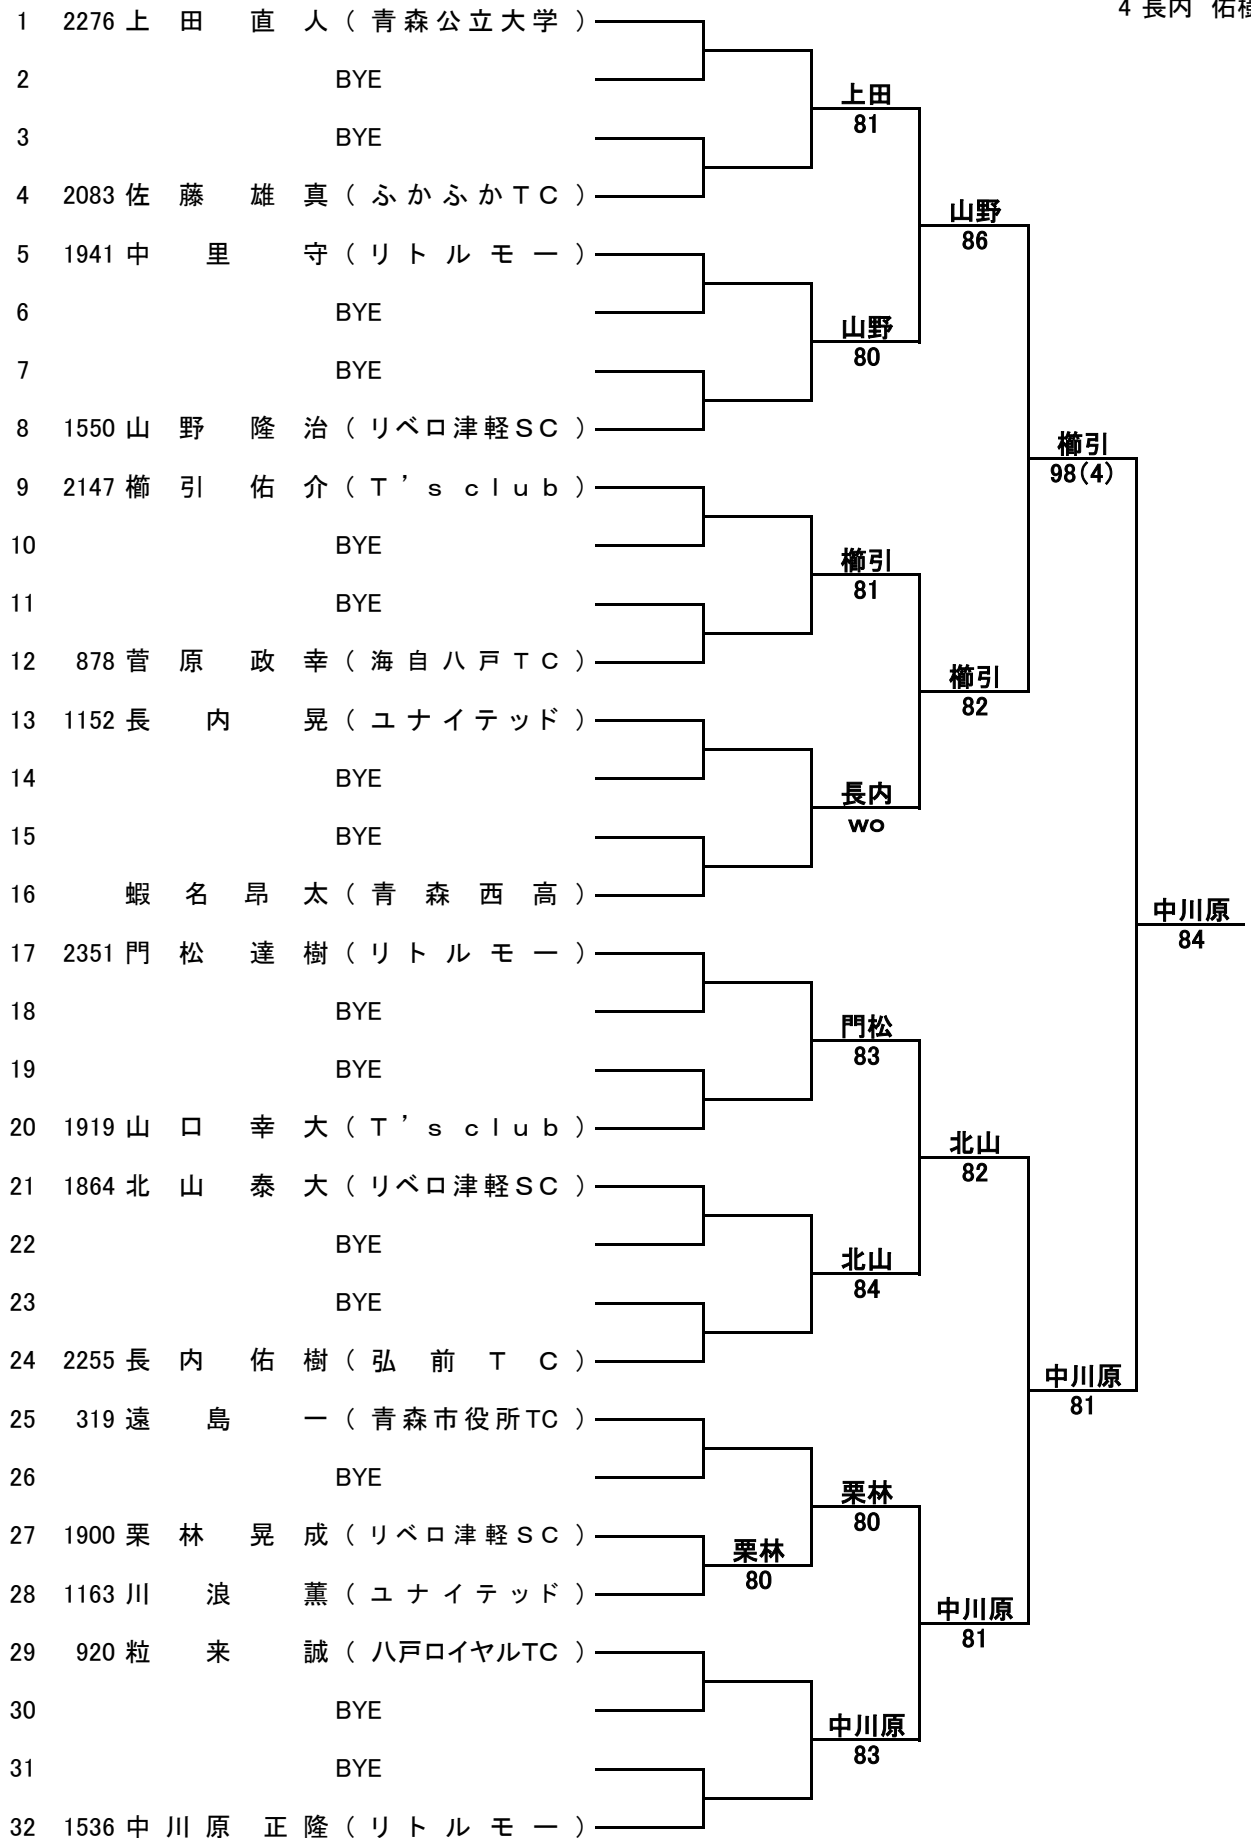 4 長内 佑樹
1 2276 上田 直人 ( 青森公立大学 )
2 BYE
上田
81
3 BYE
4 2083 佐藤 雄真 ( ふかふかTC )
山野
86
5 1941 中里 守 ( リトルモー )
6 BYE
山野
80
7 BYE
8 1550 山野 隆治 ( リベロ津軽SC )
櫛引
98(4)
9 2147 櫛引 佑介 ( T's club )
10 BYE
櫛引
81
11 BYE
12 878 菅原 政幸 ( 海自八戸TC )
櫛引
82
13 1152 長内 晃 ( ユナイテッド )
14 BYE
長内
wo
15 BYE
16 蝦名 昂太 ( 青森西高 )
中川原
84
17 2351 門松 達樹 ( リトルモー )
18 BYE
門松
83
19 BYE
20 1919 山口 幸大 ( T's club )
北山
82
21 1864 北山 泰大 ( リベロ津軽SC )
22 BYE
北山
84
23 BYE
24 2255 長内 佑樹 ( 弘前TC )
中川原
81
25 319 遠島 一 ( 青森市役所TC )
26 BYE
栗林
80
27 1900 栗林 晃成 ( リベロ津軽SC )
栗林
80
28 1163 川浪 薫 ( ユナイテッド )
中川原
81
29 920 粒来 誠 ( 八戸ロイヤルTC )
30 BYE
中川原
83
31 BYE
32 1536 中川原 正隆 ( リトルモー )